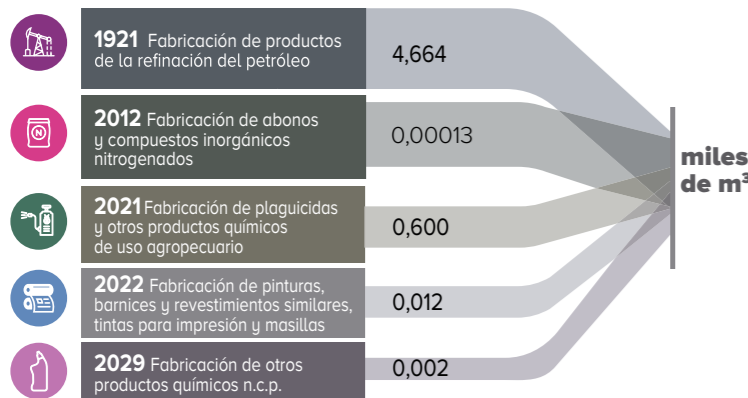 1921 Fabricación de productos
de la refinación del petróleo
4,664
2012 Fabricación de abonos
y compuestos inorgánicos
nitrogenados
N
0,00013
miles
de m³
2021 Fabricación de plaguicidas
y otros productos químicos
de uso agropecuario
0,600
2022 Fabricación de pinturas,
barnices y revestimientos similares,
tintas para impresión y masillas
0,012
2029 Fabricación de otros
productos químicos n.c.p.
0,002